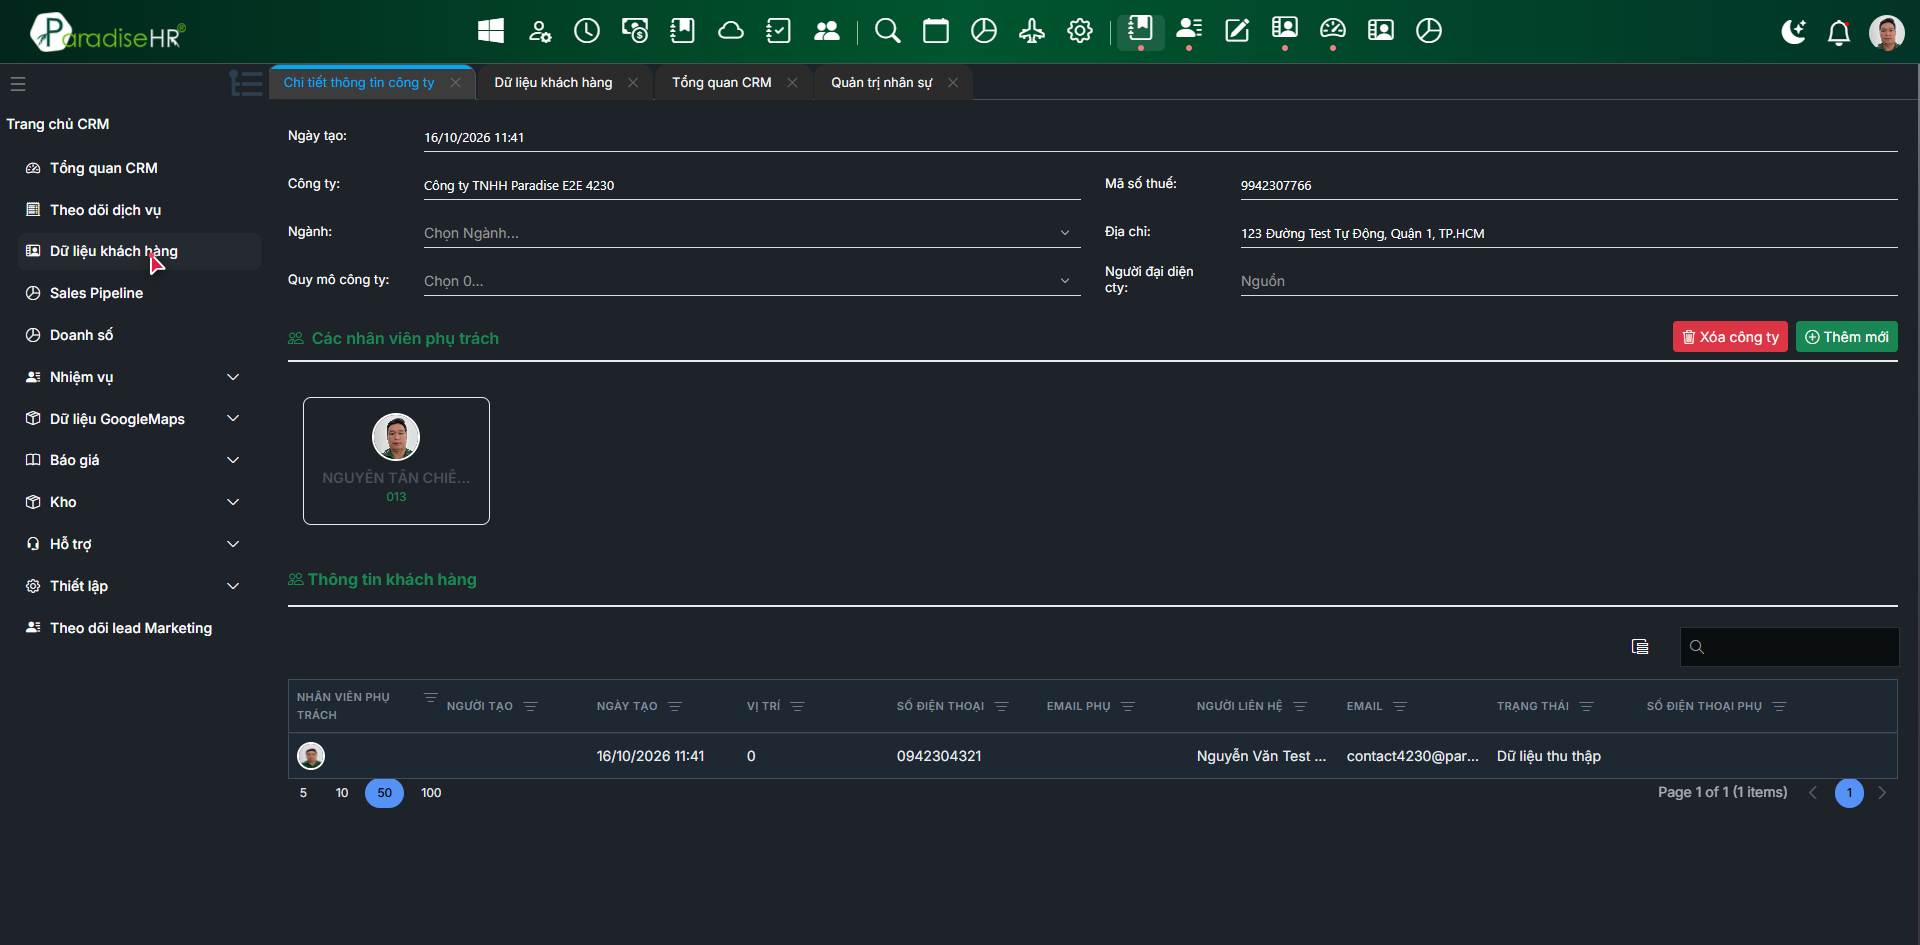 ParadiseHR®
Chi tiết thông tin công ty
Dữ liệu khách hàng
Tổng quan CRM
Quản trị nhân sự
Trang chủ CRM
Tổng quan CRM
Theo dõi dịch vụ
Dữ liệu khách hàng
Sales Pipeline
Doanh số
Nhiệm vụ
Dữ liệu GoogleMaps
Báo giá
Kho
Hỗ trợ
Thiết lập
Theo dõi lead Marketing
Ngày tạo: 16/10/2026 11:41
Công ty: Công ty TNHH Paradise E2E 4230 Mã số thuế: 9942307766
Ngành: Chọn Ngành... Địa chỉ: 123 Đường Test Tự Động, Quận 1, TP.HCM
Quy mô công ty: Chọn 0... Người đại diện cty: Nguồn
Các nhân viên phụ trách
Xóa công ty
Thêm mới
NGUYỄN TẤN CHIẾ...
013
Thông tin khách hàng
NHÂN VIÊN PHỤ TRÁCH NGƯỜI TẠO NGÀY TẠO VỊ TRÍ SỐ ĐIỆN THOẠI EMAIL PHỤ NGƯỜI LIÊN HỆ EMAIL TRẠNG THÁI SỐ ĐIỆN THOẠI PHỤ
16/10/2026 11:41 0 0942304321 Nguyễn Văn Test ... contact4230@par... Dữ liệu thu thập
5 10 50 100
Page 1 of 1 (1 items) 1